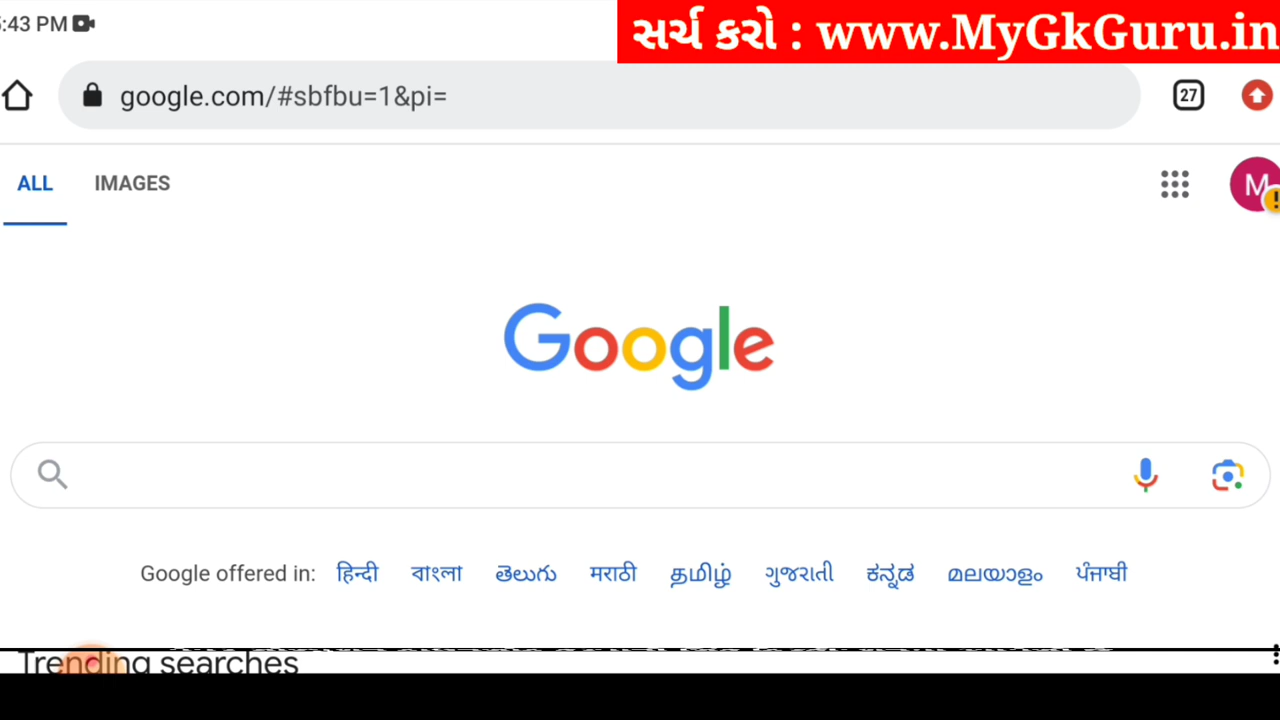 5:43 PM
સર્ચ કરો : www.MyGkGuru.in
google.com/#sbfbu=1&pi=
27
ALL IMAGES
M
Google
Google offered in: हिन्दी বাংলা తెలుగు मराठी தமிழ் ગુજરાતી ಕನ್ನಡ മലയാളം ਪੰਜਾਬੀ
Trending searches